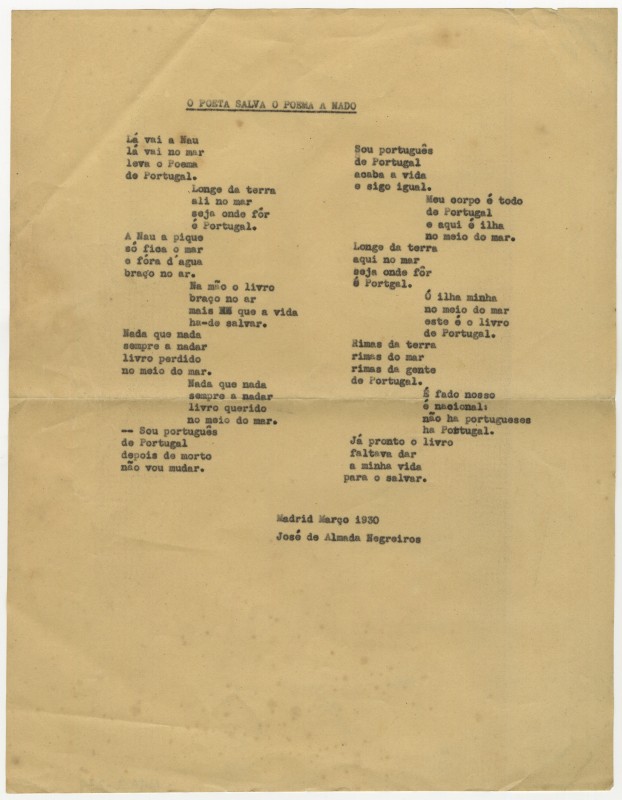 O POETA SALVA O POEMA A NADO
Lá vai a Nau
lá vai no mar
leva o Poema
de Portugal.
Longe da terra
ali no mar
seja onde fôr
é Portugal.
A Nau a pique
só fica o mar
e fóra d'agua
braço no ar.
Na mão o livro
braço no ar
mais que a vida
ha-de salvar.
Nada que nada
sempre a nadar
livro perdido
no meio do mar.
Nada que nada
sempre a nadar
livro querido
no meio do mar.
-- Sou português
de Portugal
depois de morto
não vou mudar.
Sou português
de Portugal
acaba a vida
e sigo igual.
Meu corpo é todo
de Portugal
e aqui é ilha
no meio do mar.
Longe da terra
aqui no mar
seja onde fôr
é Portgal.
Ó ilha minha
no meio do mar
este é o livro
de Portugal.
Rimas da terra
rimas do mar
rimas da gente
de Portugal.
É fado nosso
é nacional:
não ha portugueses
ha Portugal.
Já pronto o livro
faltava dar
a minha vida
para o salvar.
Madrid Março 1930
José de Almada Negreiros